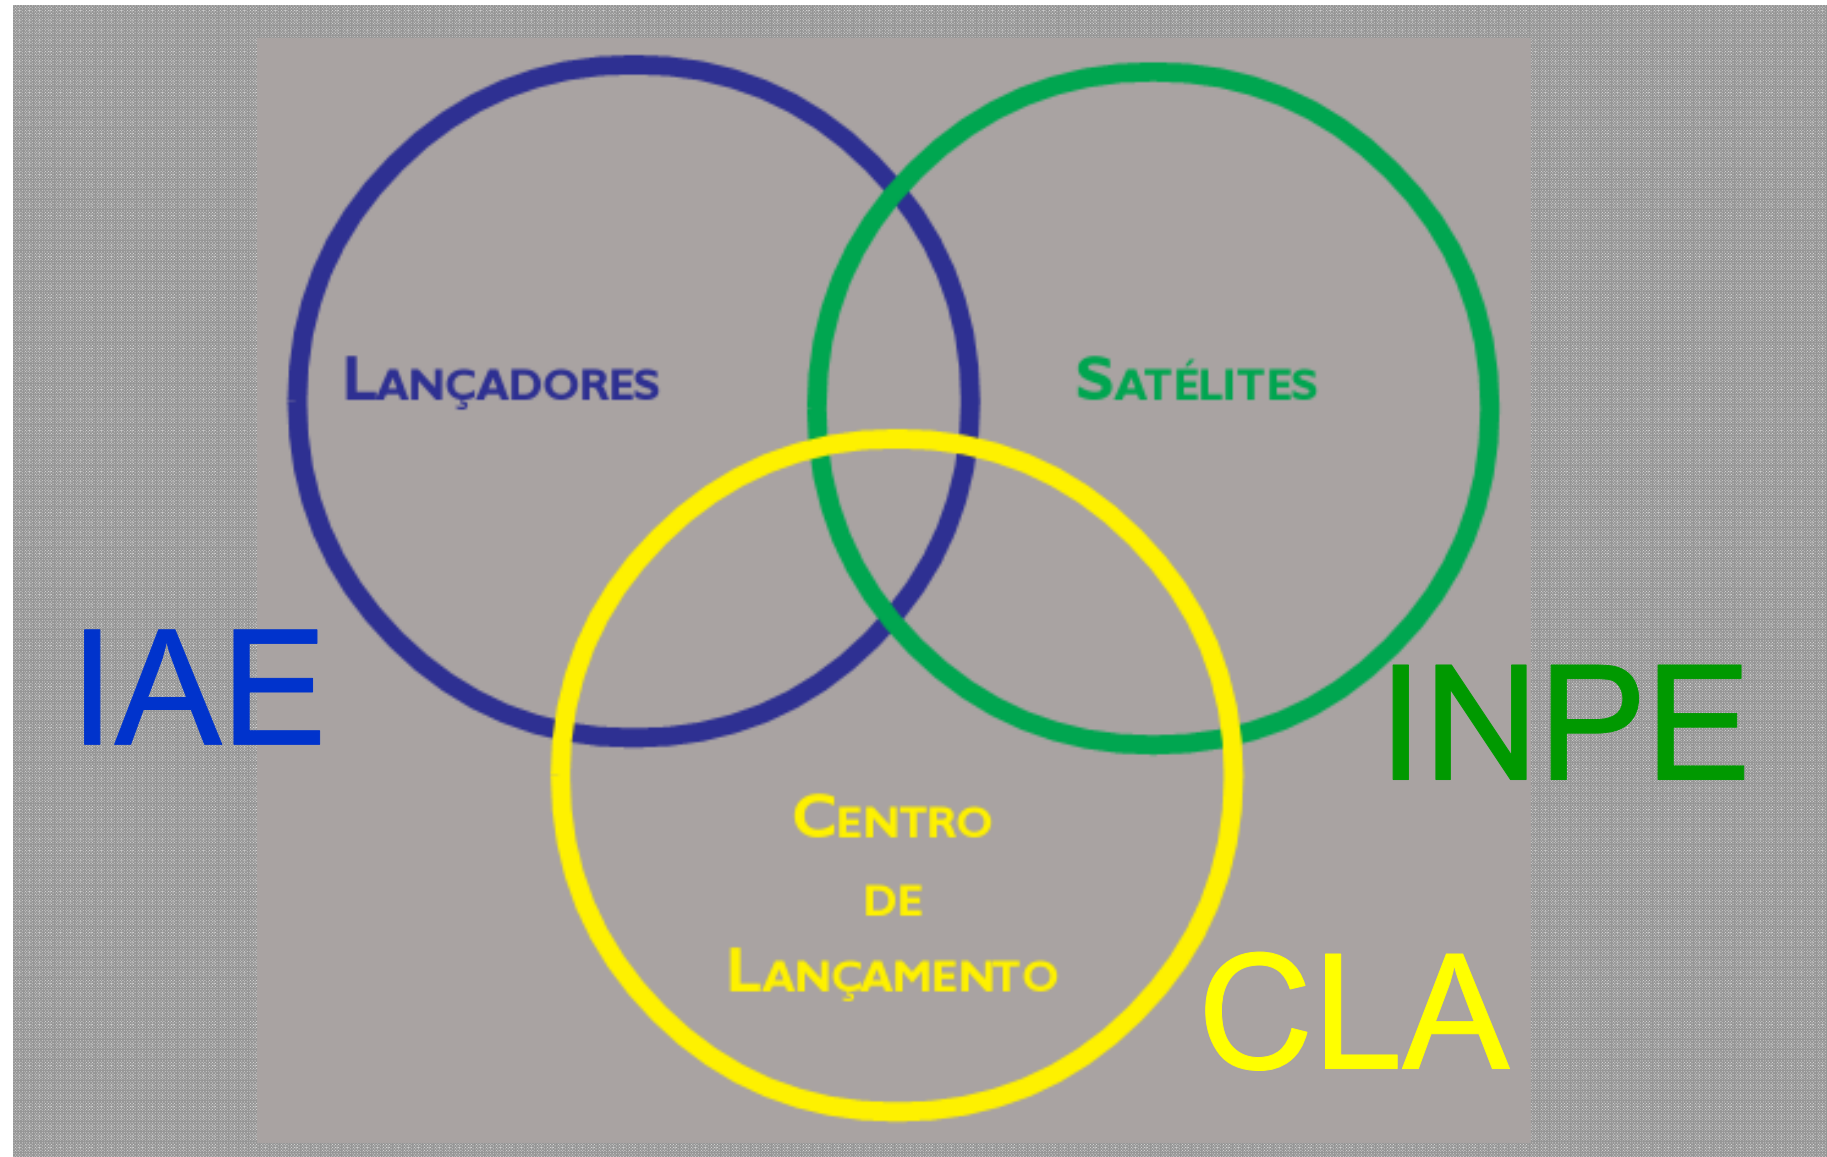 LANÇADORES
SATÉLITES
IAE
INPE
CENTRO
DE
LANÇAMENTO
CLA